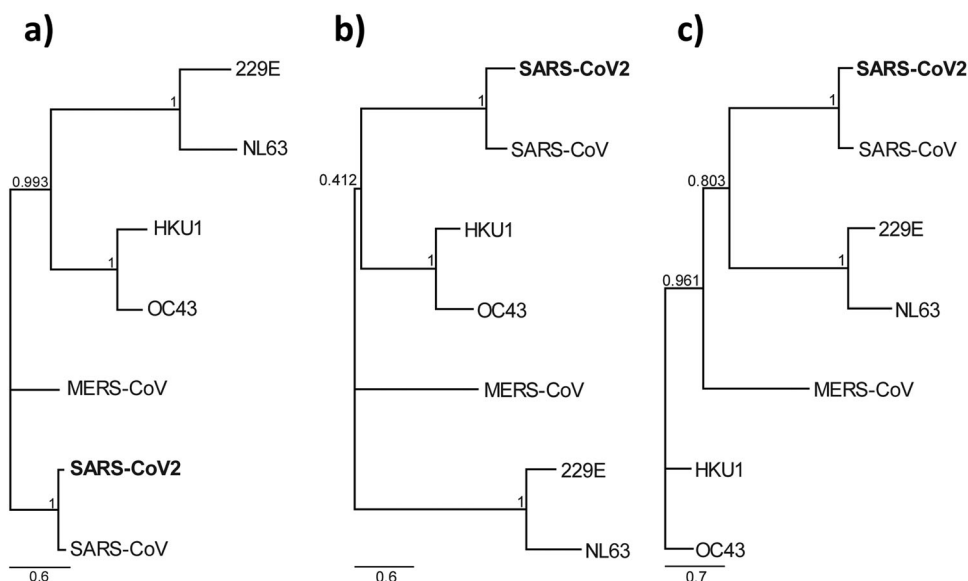 a)
229E
1
NL63
0.993
HKU1
1
OC43
MERS-CoV
SARS-CoV2
1
SARS-CoV
0.6
b)
SARS-CoV2
1
SARS-CoV
0.412
HKU1
1
OC43
MERS-CoV
229E
1
NL63
0.6
c)
SARS-CoV2
1
SARS-CoV
0.803
229E
1
NL63
0.961
MERS-CoV
HKU1
OC43
0.7